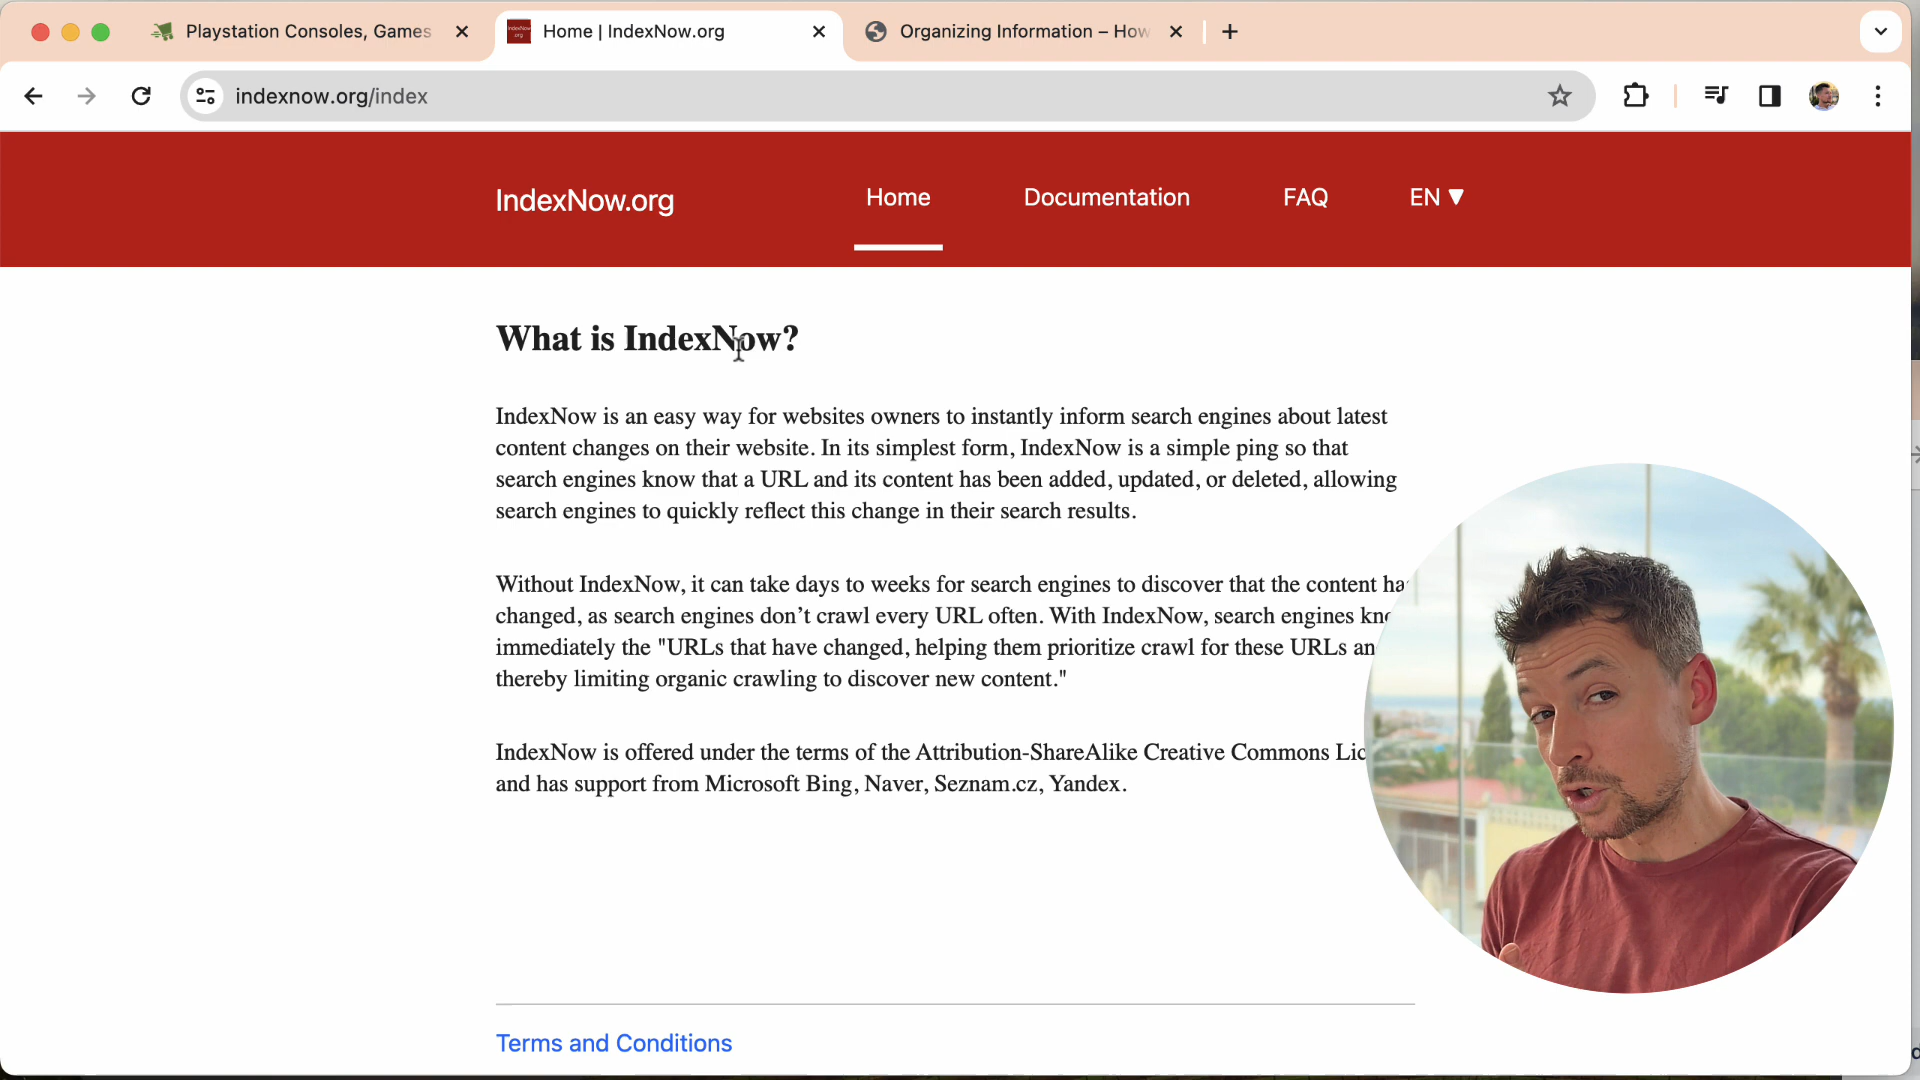 Playstation Consoles, Games
Home | IndexNow.org
Organizing Information – How
indexnow.org/index
IndexNow.org
Home
Documentation
FAQ
EN ▼
What is IndexNow?
IndexNow is an easy way for websites owners to instantly inform search engines about latest
content changes on their website. In its simplest form, IndexNow is a simple ping so that
search engines know that a URL and its content has been added, updated, or deleted, allowing
search engines to quickly reflect this change in their search results.
Without IndexNow, it can take days to weeks for search engines to discover that the content ha
changed, as search engines don’t crawl every URL often. With IndexNow, search engines kn
immediately the "URLs that have changed, helping them prioritize crawl for these URLs an
thereby limiting organic crawling to discover new content."
IndexNow is offered under the terms of the Attribution-ShareAlike Creative Commons Lic
and has support from Microsoft Bing, Naver, Seznam.cz, Yandex.
Terms and Conditions